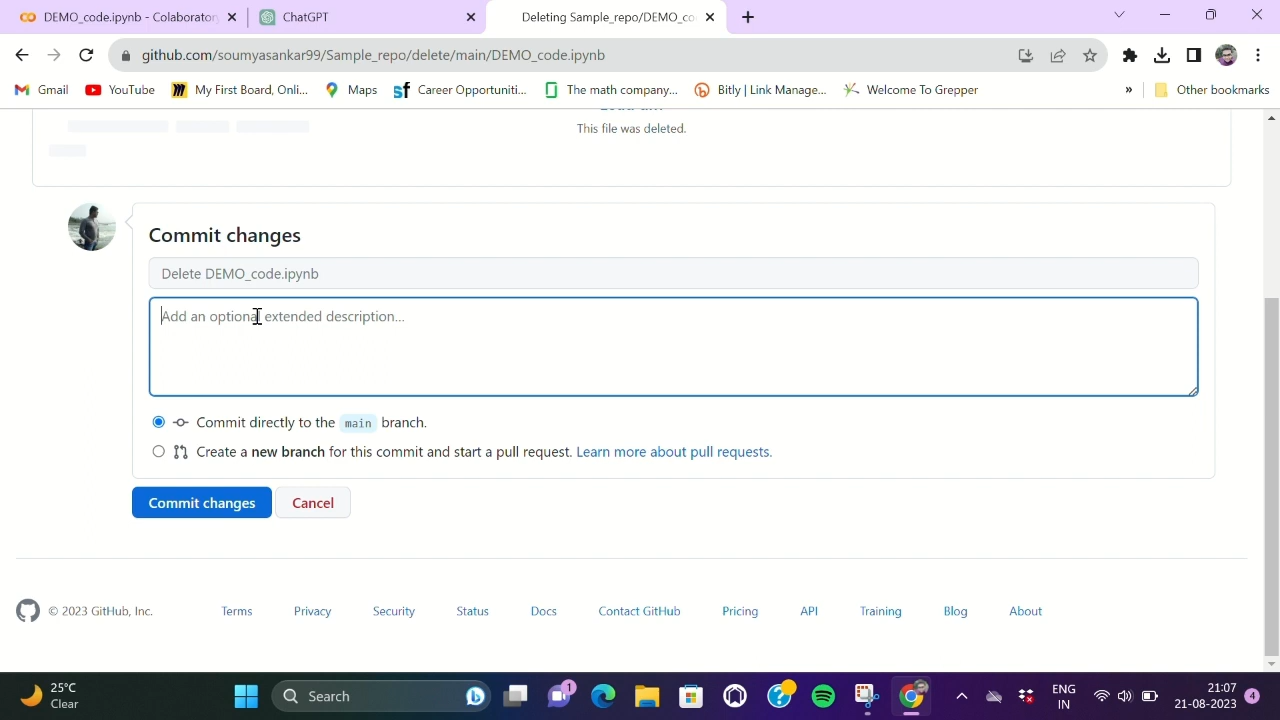 DEMO_code.ipynb - Colaborator
ChatGPT
Deleting Sample_repo/DEMO_co
github.com/soumyasankar99/Sample_repo/delete/main/DEMO_code.ipynb
Gmail
YouTube
My First Board, Onli...
Maps
Career Opportuniti...
The math company...
Bitly | Link Manage...
Welcome To Grepper
»
Other bookmarks
This file was deleted.
Commit changes
Delete DEMO_code.ipynb
Add an optional extended description...
Commit directly to the main branch.
Create a new branch for this commit and start a pull request. Learn more about pull requests.
Commit changes
Cancel
© 2023 GitHub, Inc.
Terms
Privacy
Security
Status
Docs
Contact GitHub
Pricing
API
Training
Blog
About
25°C
Clear
Search
1
ENG
IN
21:07
21-08-2023
4